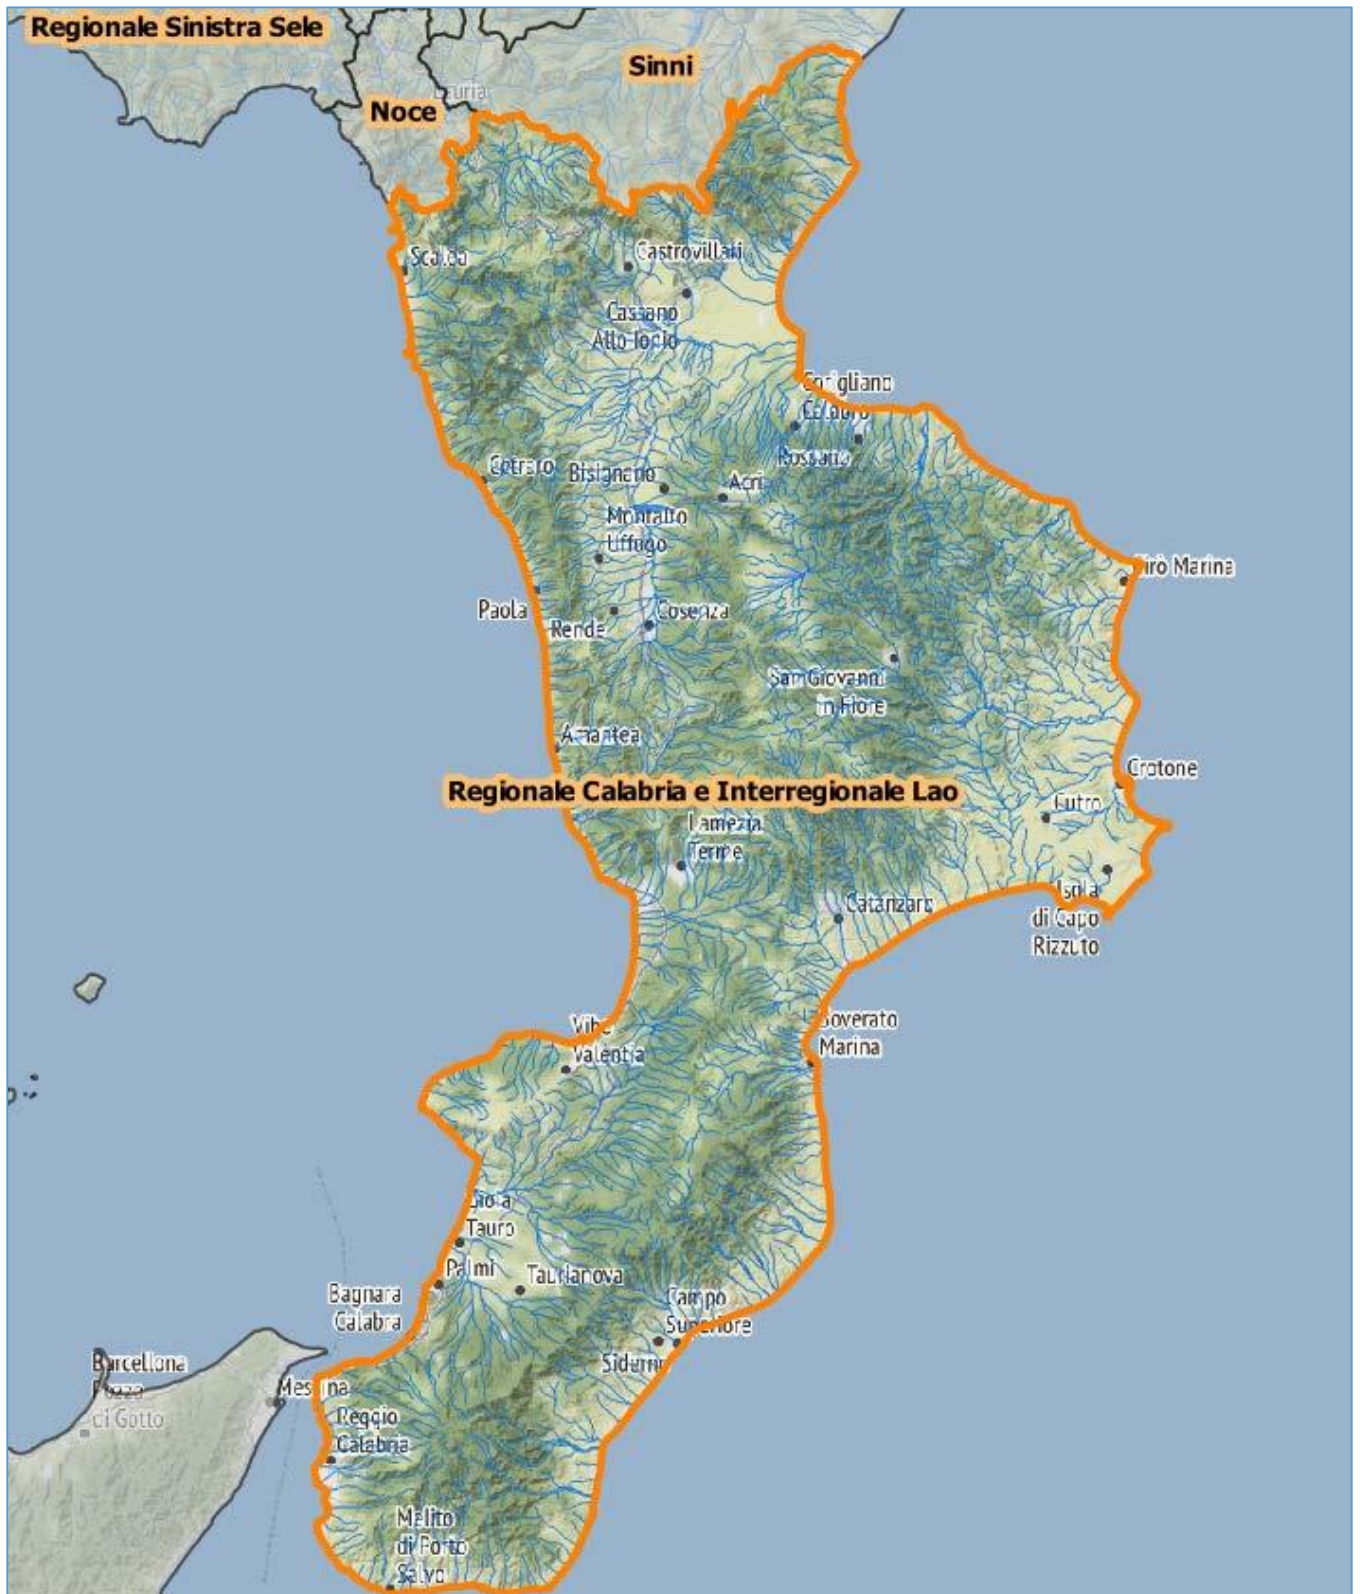 Regionale Sinistra Sele
Sinni
Noce
Scalea
Castrovillari
Cassano
Allo Ionio
Corigliano
Calabro
Rossano
Cetraro
Bisignano
Acri
Montalto
Uffugo
Cirò Marina
Paola
Rende
Cosenza
San Giovanni
in Fiore
Amantea
Crotone
Regionale Calabria e Interregionale Lao
Cutro
Lamezia
Terme
Catanzaro
Isola
di Capo
Rizzuto
Soverato
Marina
Vibo
Valentia
Gioia
Tauro
Palmi
Taurianova
Bagnara
Calabra
Campo
Superiore
Siderno
Barcellona
Pozzo
di Gotto
Messina
Reggio
Calabria
Melito
di Porto
Salvo